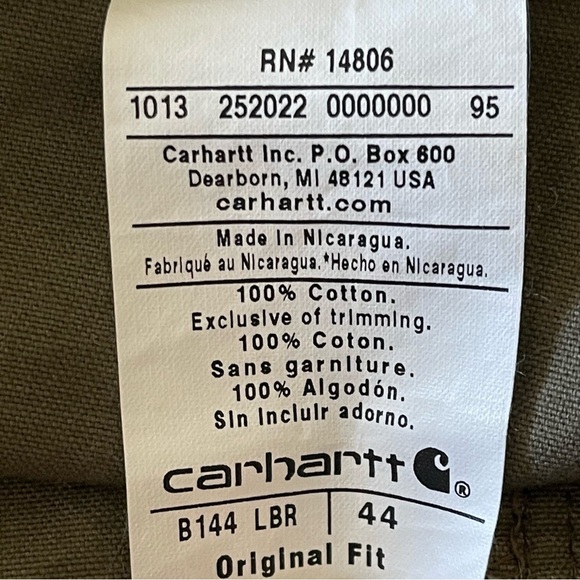 RN# 14806
1013 252022 0000000 95
Carhartt Inc. P.O. Box 600
Dearborn, MI 48121 USA
carhartt.com
Made in Nicaragua.
Fabriqué au Nicaragua.*Hecho en Nicaragua.
100% Cotton.
Exclusive of trimming.
100% Coton.
Sans garniture.
100% Algodón.
Sin Incluir adorno.
carhartt ®
B144 LBR 44
Original Fit